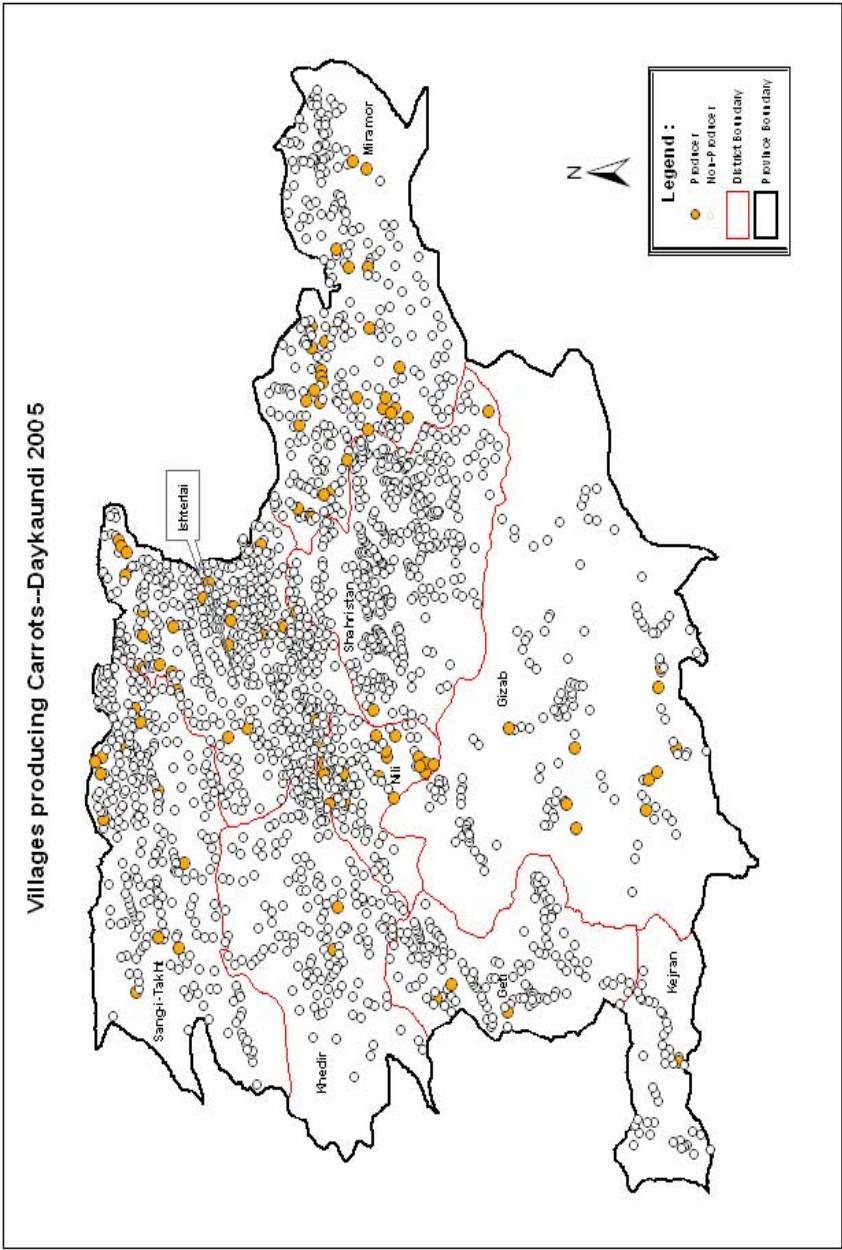 Villages producing Carrots--Daykaundi 2005
Ishterlai
Miramor
Shahristan
Sang-i-Takht
Nili
Gizab
Khedir
Geti
Kejran
N
Legend :
Producer
Non-Producer
District Boundary
Province Boundary